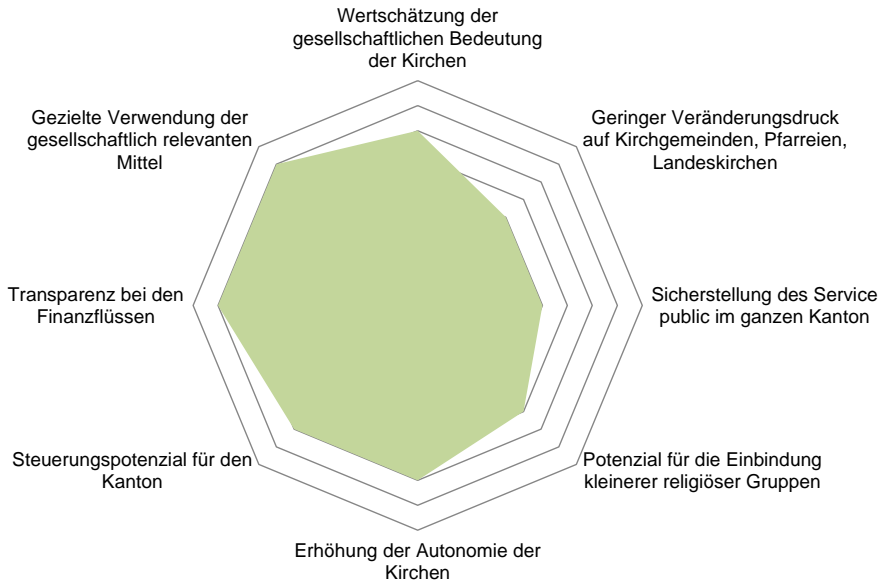 Wertschätzung der
gesellschaftlichen Bedeutung
der Kirchen
Geringer Veränderungsdruck
auf Kirchgemeinden, Pfarreien,
Landeskirchen
Sicherstellung des Service
public im ganzen Kanton
Potenzial für die Einbindung
kleinerer religiöser Gruppen
Erhöhung der Autonomie der
Kirchen
Steuerungspotenzial für den
Kanton
Transparenz bei den
Finanzflüssen
Gezielte Verwendung der
gesellschaftlich relevanten
Mittel